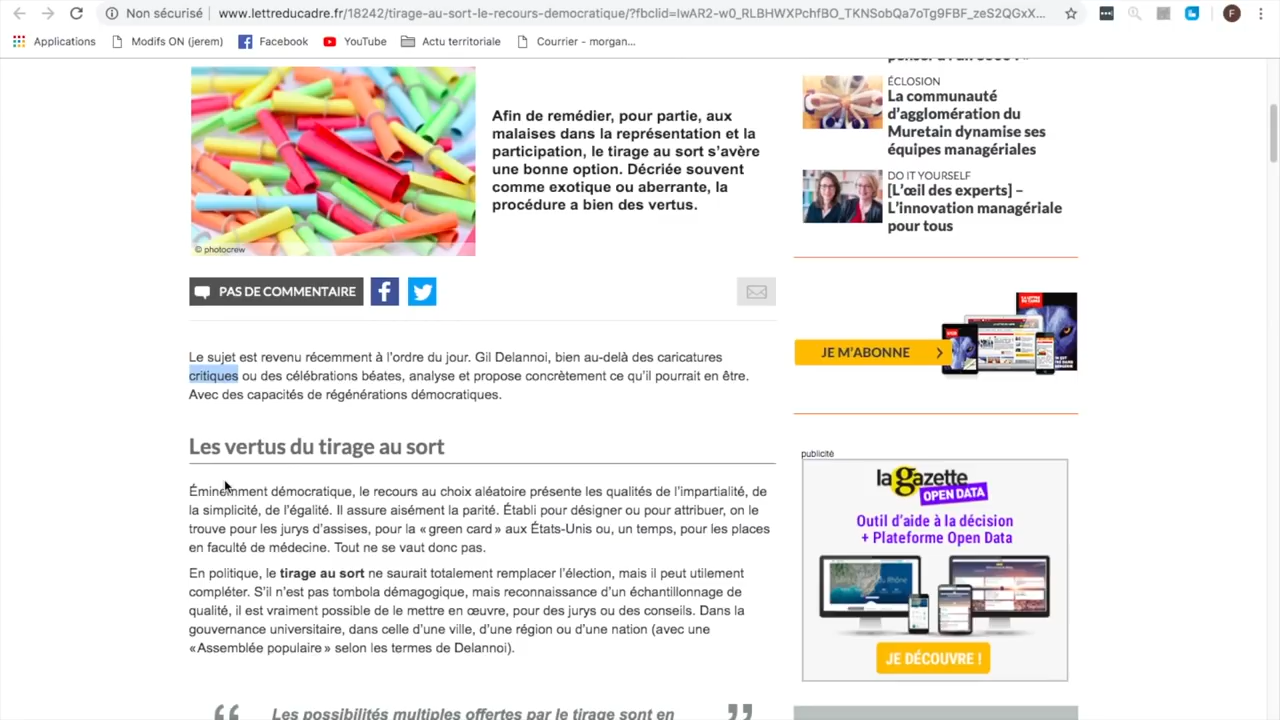 Non sécurisé
www.lettreducadre.fr/18242/tirage-au-sort-le-recours-democratique/?fbclid=IwAR2-w0_RLBHWXPchfBO_TKNSobQa7oTg9FBF_zeS2QGxX...
F
Applications
Modifs ON (jerem)
Facebook
YouTube
Actu territoriale
Courrier - morgan...
© photocrew
Afin de remédier, pour partie, aux
malaises dans la représentation et la
participation, le tirage au sort s'avère
une bonne option. Décriée souvent
comme exotique ou aberrante, la
procédure a bien des vertus.
PAS DE COMMENTAIRE
Le sujet est revenu récemment à l'ordre du jour. Gil Delannoi, bien au-delà des caricatures
critiques ou des célébrations béates, analyse et propose concrètement ce qu'il pourrait en être.
Avec des capacités de régénérations démocratiques.
Les vertus du tirage au sort
Éminemment démocratique, le recours au choix aléatoire présente les qualités de l'impartialité, de
la simplicité, de l'égalité. Il assure aisément la parité. Établi pour désigner ou pour attribuer, on le
trouve pour les jurys d'assises, pour la « green card » aux États-Unis ou, un temps, pour les places
en faculté de médecine. Tout ne se vaut donc pas.
En politique, le tirage au sort ne saurait totalement remplacer l'élection, mais il peut utilement
compléter. S'il n'est pas tombola démagogique, mais reconnaissance d'un échantillonnage de
qualité, il est vraiment possible de le mettre en œuvre, pour des jurys ou des conseils. Dans la
gouvernance universitaire, dans celle d'une ville, d'une région ou d'une nation (avec une
« Assemblée populaire » selon les termes de Delannoi).
“ Les possibilités multiples offertes par le tirage sont en ”
ÉCLOSION
La communauté
d'agglomération du
Muretain dynamise ses
équipes managériales
DO IT YOURSELF
[L'œil des experts] –
L'innovation managériale
pour tous
JE M'ABONNE
publicité
la gazette
OPEN DATA
Outil d'aide à la décision
+ Plateforme Open Data
JE DÉCOUVRE !